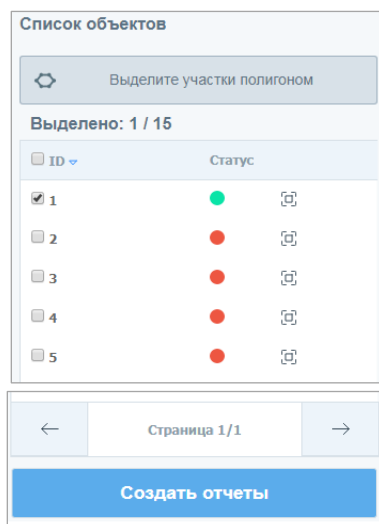 Список объектов
Выделите участки полигоном
Выделено: 1 / 15
ID Статус
1
2
3
4
5
Страница 1/1
Создать отчеты